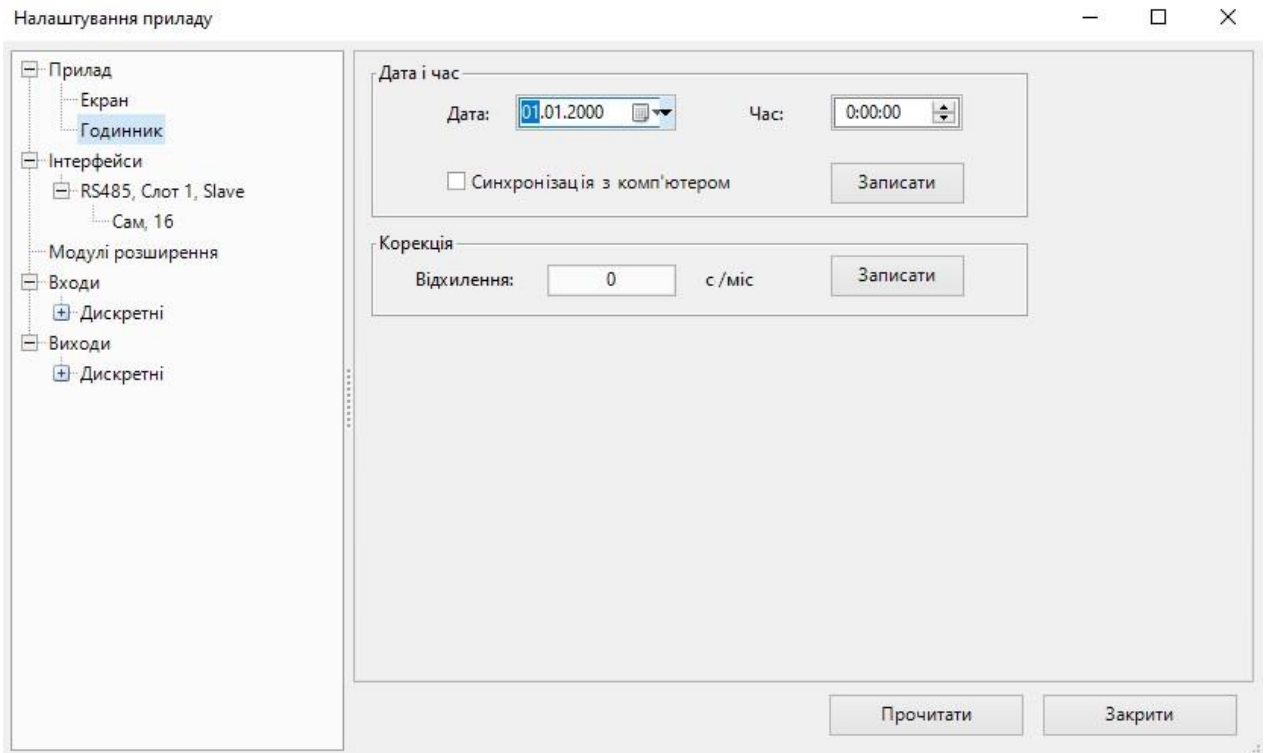 Налаштування приладу
Прилад
Екран
Годинник
Інтерфейси
RS485, Слот 1, Slave
Сам, 16
Модулі розширення
Входи
Дискретні
Виходи
Дискретні
Дата і час
Дата: 01.01.2000 Час: 0:00:00
Синхронізація з комп'ютером Записати
Корекція
Відхилення: 0 с /міс Записати
Прочитати Закрити